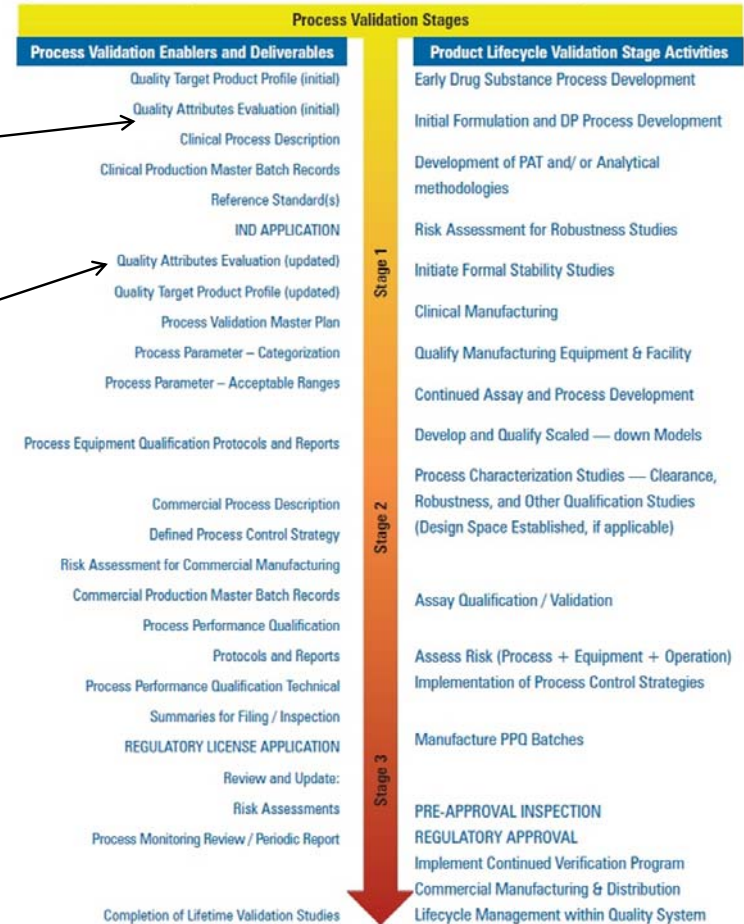 Process Validation Stages
Process Validation Enablers and Deliverables
Quality Target Product Profile (initial)
Quality Attributes Evaluation (initial)
Clinical Process Description
Clinical Production Master Batch Records
Reference Standard(s)
IND APPLICATION
Quality Attributes Evaluation (updated)
Quality Target Product Profile (updated)
Process Validation Master Plan
Process Parameter – Categorization
Process Parameter – Acceptable Ranges
Process Equipment Qualification Protocols and Reports
Commercial Process Description
Defined Process Control Strategy
Risk Assessment for Commercial Manufacturing
Commercial Production Master Batch Records
Process Performance Qualification
Protocols and Reports
Process Performance Qualification Technical
Summaries for Filing / Inspection
REGULATORY LICENSE APPLICATION
Review and Update:
Risk Assessments
Process Monitoring Review / Periodic Report
Completion of Lifetime Validation Studies
Stage 1
Stage 2
Stage 3
Product Lifecycle Validation Stage Activities
Early Drug Substance Process Development
Initial Formulation and DP Process Development
Development of PAT and/ or Analytical
methodologies
Risk Assessment for Robustness Studies
Initiate Formal Stability Studies
Clinical Manufacturing
Qualify Manufacturing Equipment & Facility
Continued Assay and Process Development
Develop and Qualify Scaled — down Models
Process Characterization Studies — Clearance,
Robustness, and Other Qualification Studies
(Design Space Established, if applicable)
Assay Qualification / Validation
Assess Risk (Process + Equipment + Operation)
Implementation of Process Control Strategies
Manufacture PPQ Batches
PRE-APPROVAL INSPECTION
REGULATORY APPROVAL
Implement Continued Verification Program
Commercial Manufacturing & Distribution
Lifecycle Management within Quality System